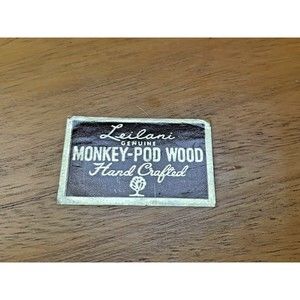 Leilani
GENUINE
MONKEY-POD WOOD
Hand Crafted